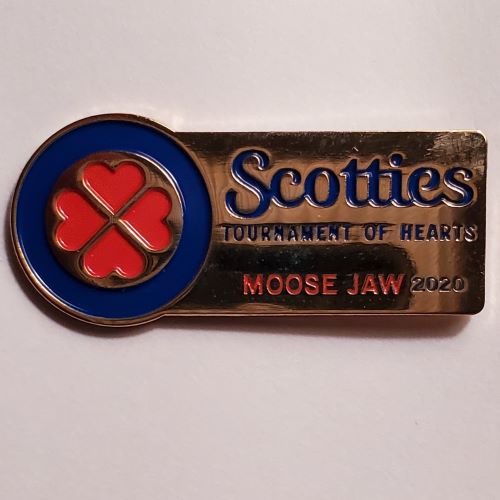 Scotties
TOURNAMENT OF HEARTS
MOOSE JAW 2020